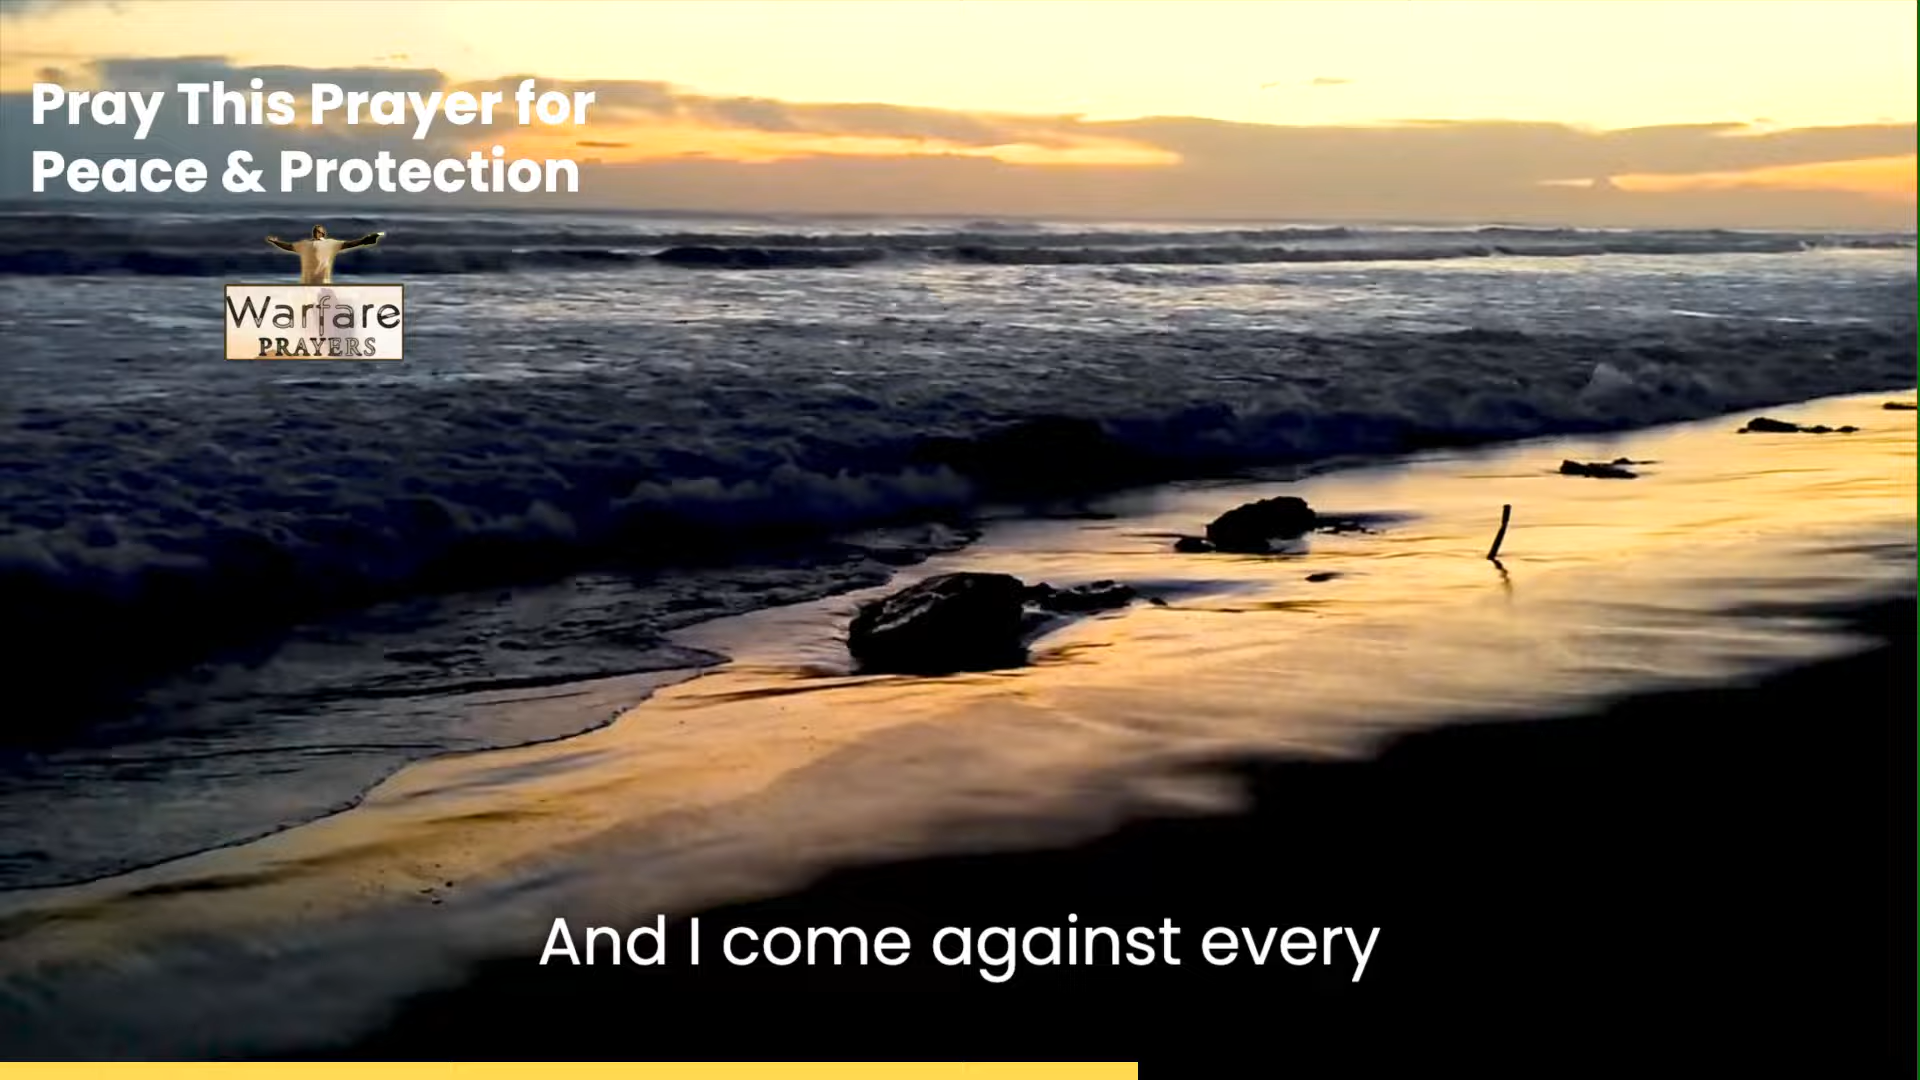 Pray This Prayer for
Peace & Protection
Warfare
PRAYERS
And I come against every